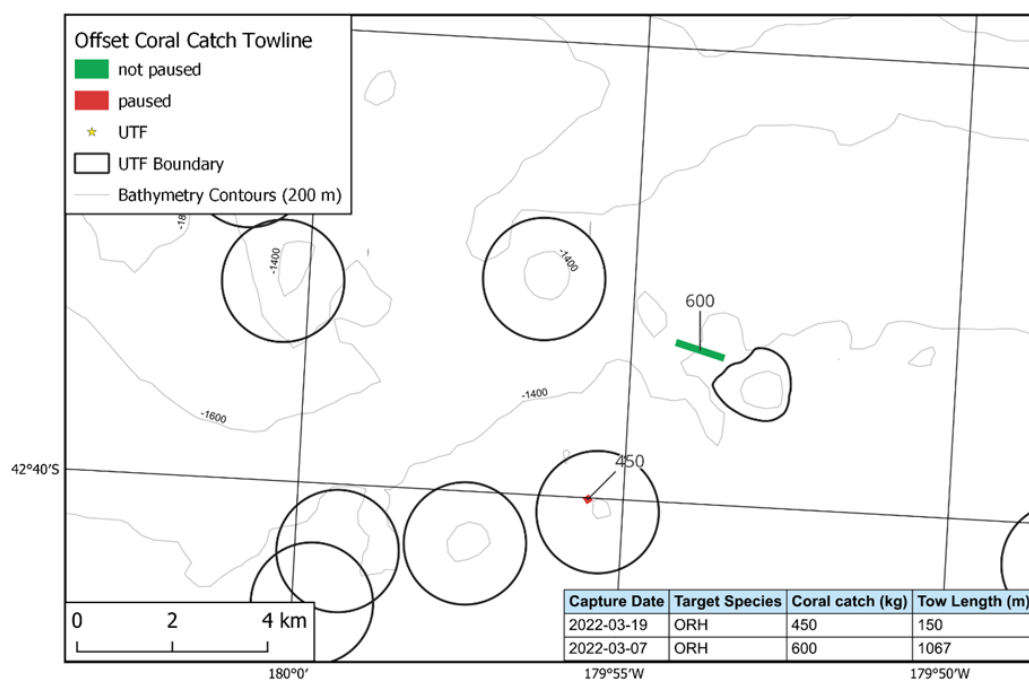 Offset Coral Catch Towline
not paused
paused
UTF
UTF Boundary
Bathymetry Contours (200 m)
-1400
-1400
600
-1400
-1600
42°40'S
450
0 2 4 km
Capture Date Target Species Coral catch (kg) Tow Length (m)
2022-03-19 ORH 450 150
2022-03-07 ORH 600 1067
180°0' 179°55'W 179°50'W